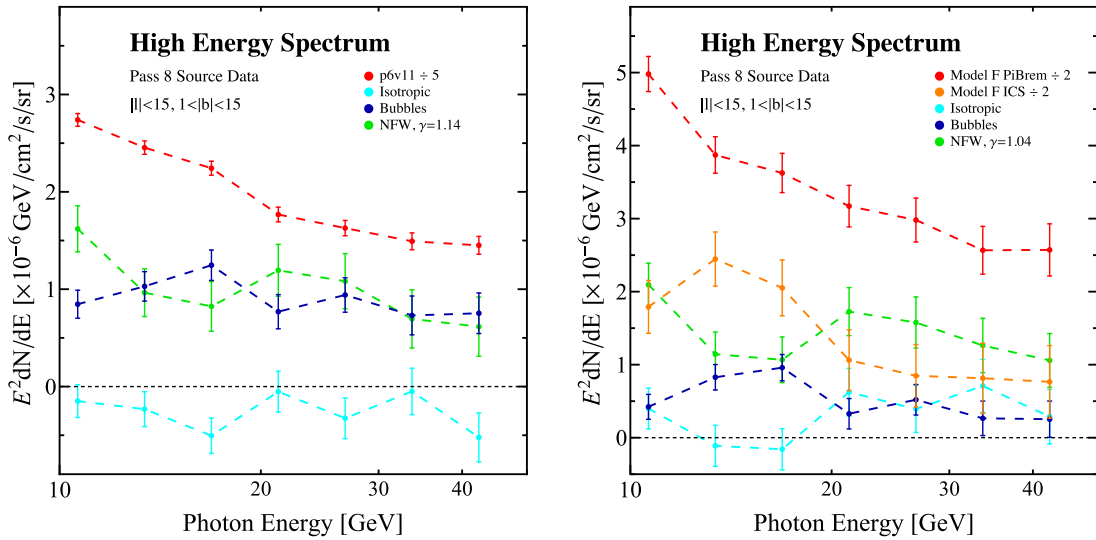 High Energy Spectrum
Pass 8 Source Data
|l|<15, 1<|b|<15
p6v11 ÷ 5
Isotropic
Bubbles
NFW, γ=1.14
3
2
1
0
10
20
30
40
E²dN/dE [×10⁻⁶ GeV/cm²/s/sr]
Photon Energy [GeV]
High Energy Spectrum
Pass 8 Source Data
|l|<15, 1<|b|<15
Model F PiBrem ÷ 2
Model F ICS ÷ 2
Isotropic
Bubbles
NFW, γ=1.04
5
4
3
2
1
0
10
20
30
40
E²dN/dE [×10⁻⁶ GeV/cm²/s/sr]
Photon Energy [GeV]